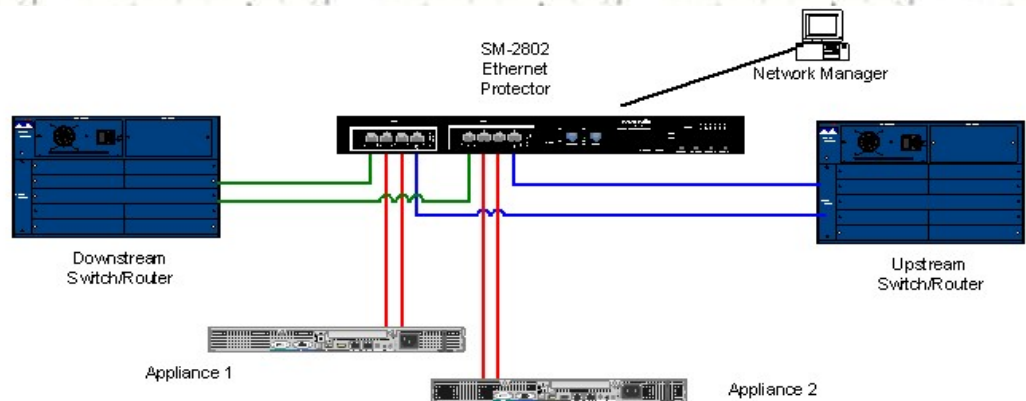 SM-2802
Ethernet
Protector
Network Manager
Downstream
Switch/Router
Upstream
Switch/Router
Appliance 1
Appliance 2